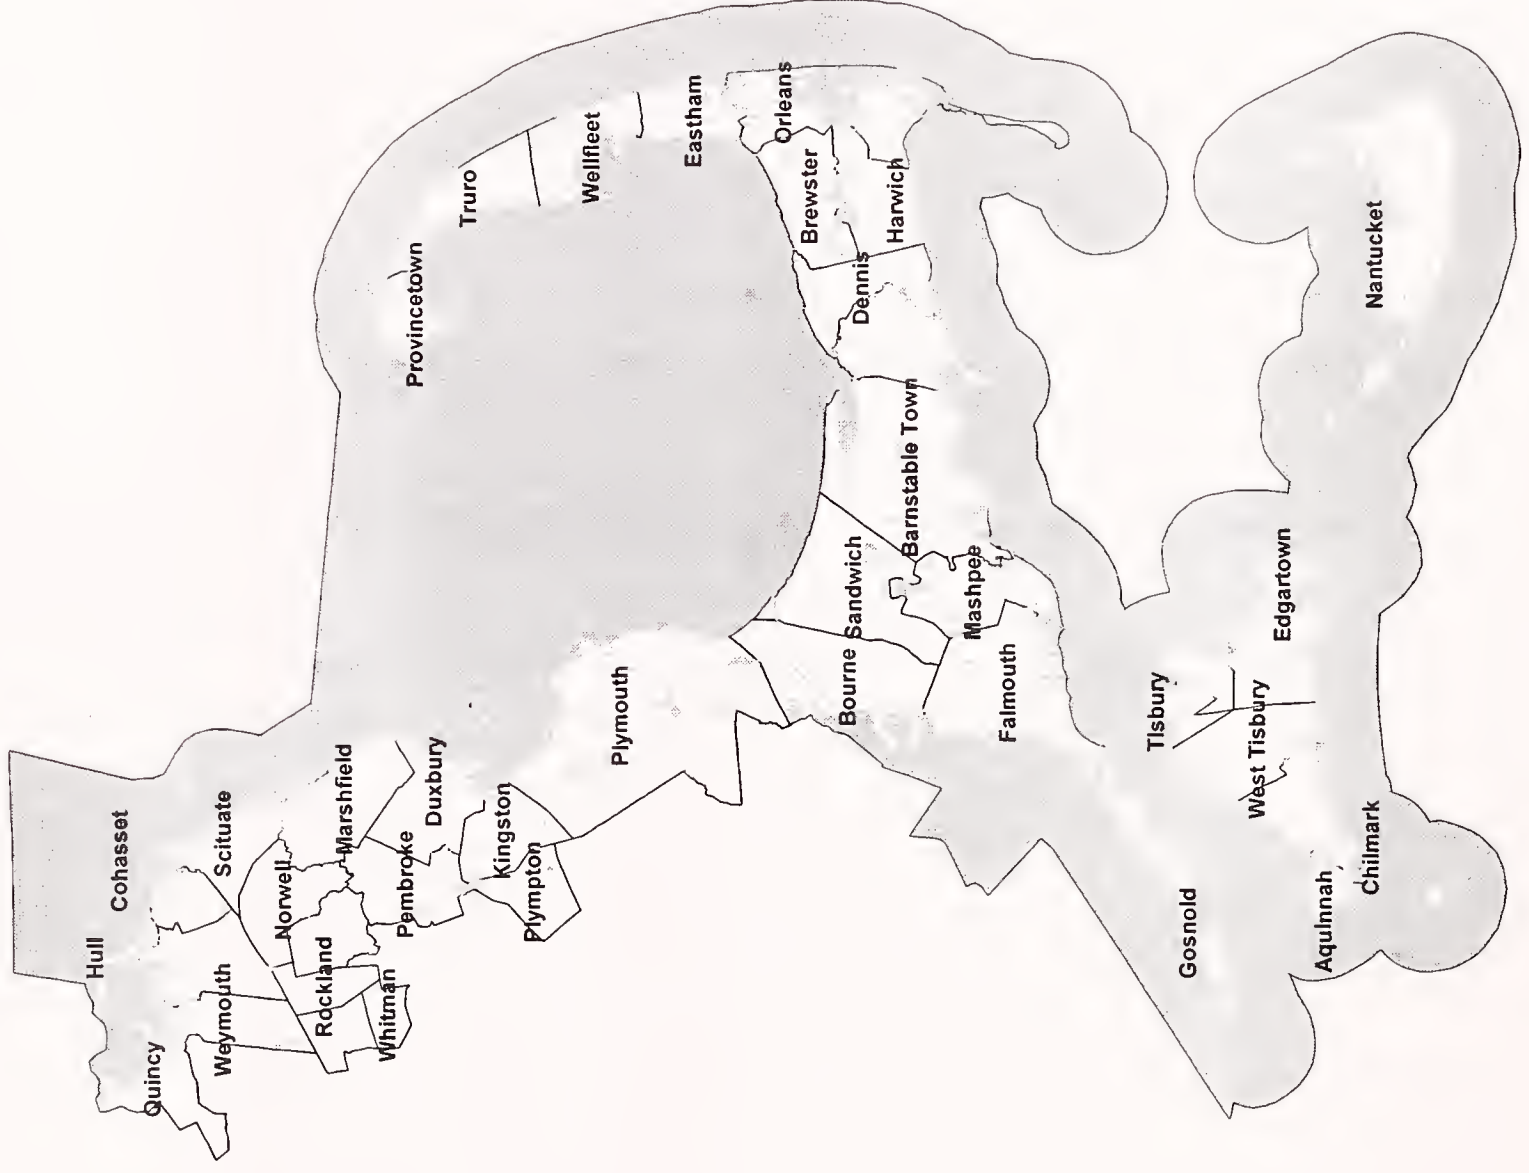 Hull
Cohasset
Quincy
Weymouth
Scituate
Norwell
Rockland
Marshfield
Whitman
Pembroke
Duxbury
Kingston
Plympton
Plymouth
Provincetown
Truro
Wellfleet
Eastham
Orleans
Brewster
Harwich
Dennis
Barnstable Town
Sandwich
Mashpee
Bourne
Falmouth
Tisbury
West Tisbury
Edgartown
Nantucket
Gosnold
Aquinnah
Chilmark